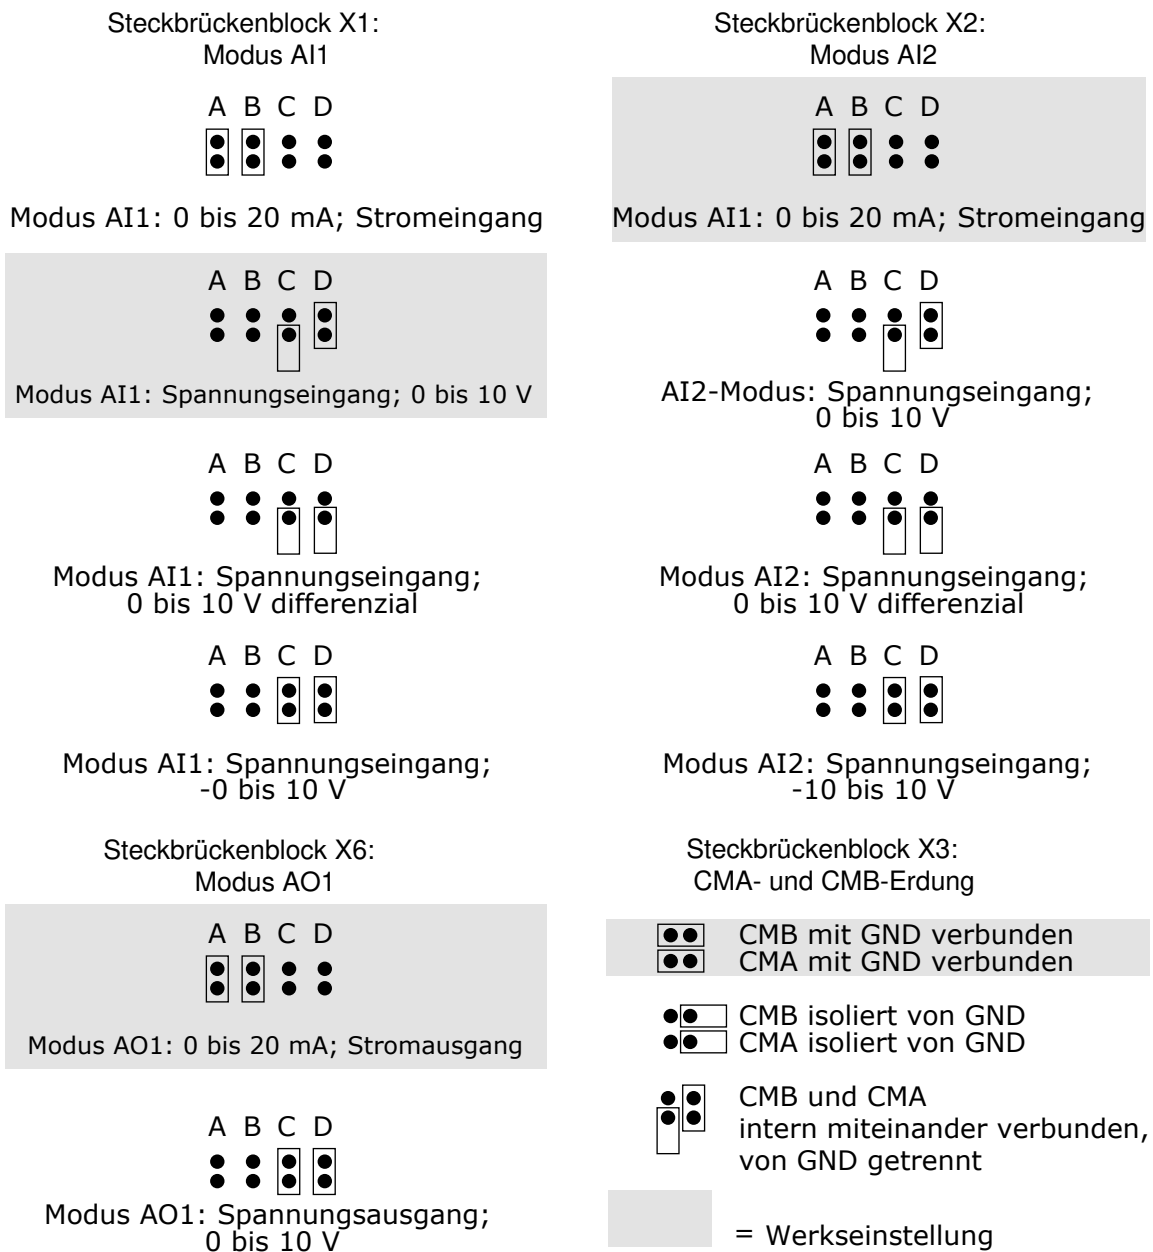 Steckbrückenblock X1:
Modus AI1
A B C D
Modus AI1: 0 bis 20 mA; Stromeingang
A B C D
Modus AI1: Spannungseingang; 0 bis 10 V
A B C D
Modus AI1: Spannungseingang;
0 bis 10 V differenzial
A B C D
Modus AI1: Spannungseingang;
-0 bis 10 V
Steckbrückenblock X2:
Modus AI2
A B C D
Modus AI1: 0 bis 20 mA; Stromeingang
A B C D
AI2-Modus: Spannungseingang;
0 bis 10 V
A B C D
Modus AI2: Spannungseingang;
0 bis 10 V differenzial
A B C D
Modus AI2: Spannungseingang;
-10 bis 10 V
Steckbrückenblock X6:
Modus AO1
A B C D
Modus AO1: 0 bis 20 mA; Stromausgang
A B C D
Modus AO1: Spannungsausgang;
0 bis 10 V
Steckbrückenblock X3:
CMA- und CMB-Erdung
CMB mit GND verbunden
CMA mit GND verbunden
CMB isoliert von GND
CMA isoliert von GND
CMB und CMA
intern miteinander verbunden,
von GND getrennt
= Werkseinstellung